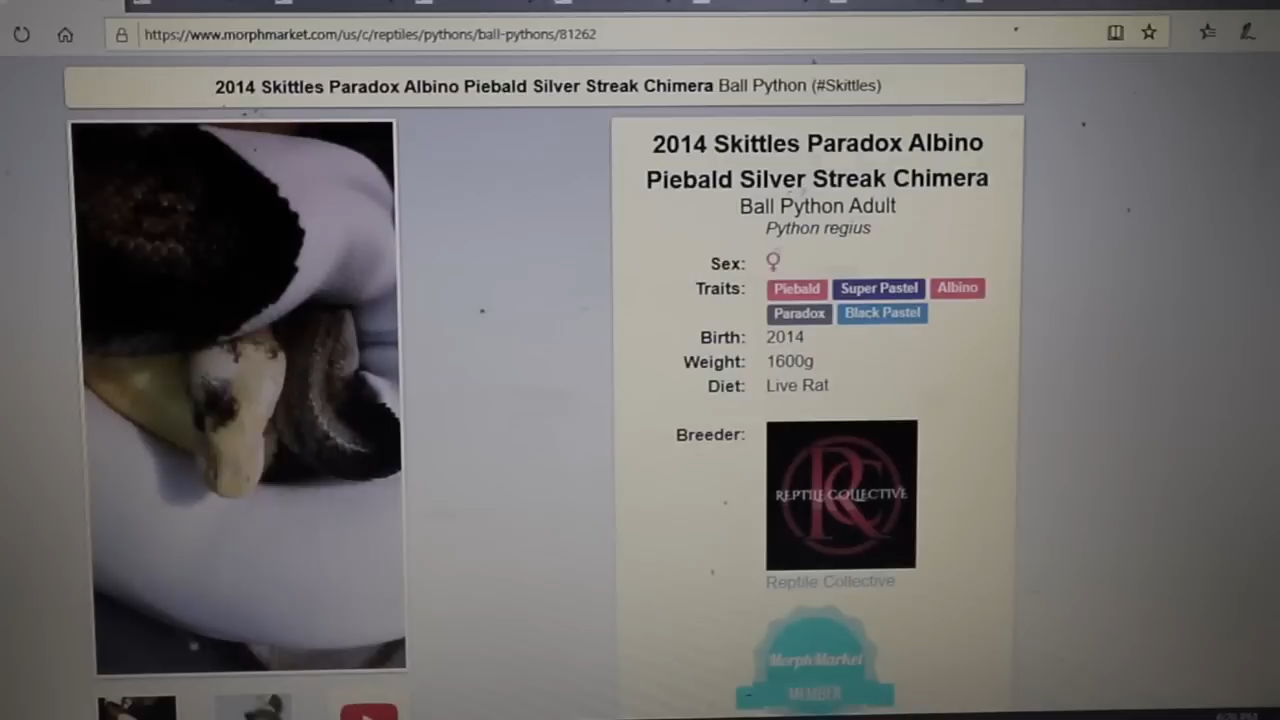 https://www.morphmarket.com/us/c/reptiles/pythons/ball-pythons/81262
2014 Skittles Paradox Albino Piebald Silver Streak Chimera Ball Python (#Skittles)
2014 Skittles Paradox Albino
Piebald Silver Streak Chimera
Ball Python Adult
Python regius
Sex: ♀
Traits: Piebald Super Pastel Albino
Paradox Black Pastel
Birth: 2014
Weight: 1600g
Diet: Live Rat
Breeder:
RC
REPTILE COLLECTIVE
Reptile Collective
MorphMarket
MEMBER